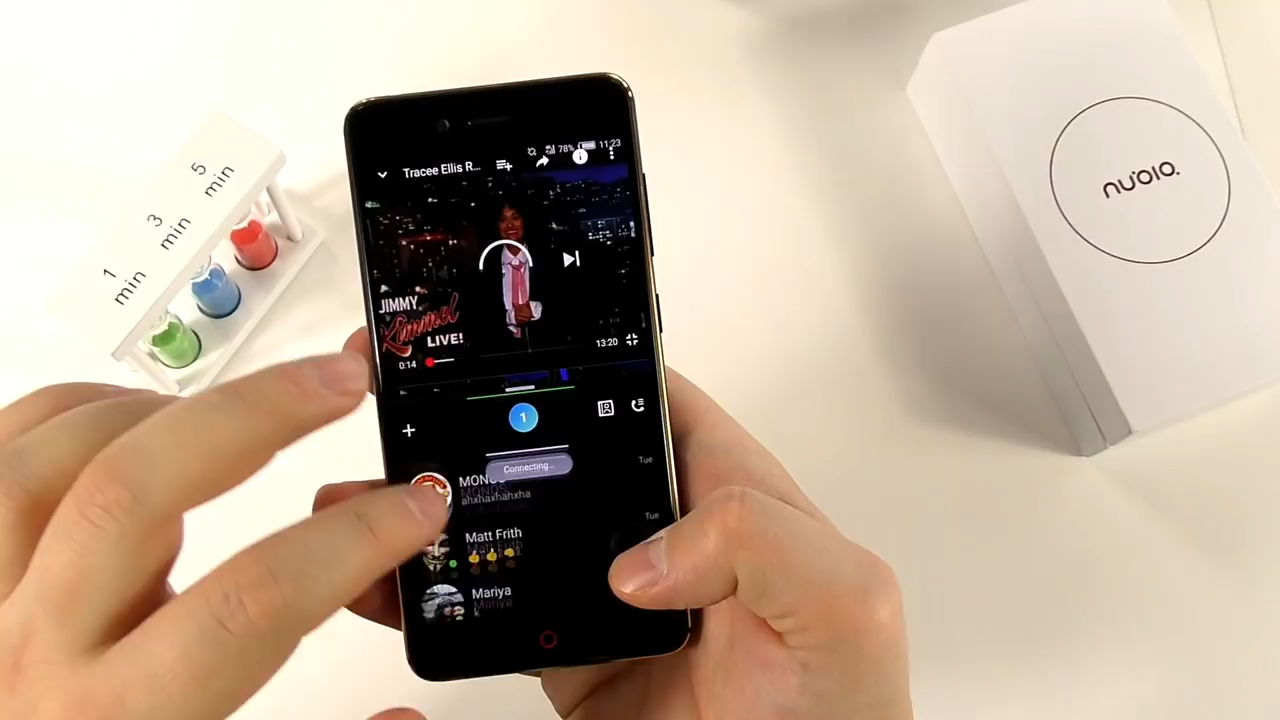 1
min
3
min
5
min
78% 11:23
Tracee Ellis R...
JIMMY
Kimmel
LIVE!
0:14
13:20
1
Connecting...
Tue
MONOS
ahxhaxhahxha
Tue
Matt Frith
Mariya
k
nubia.